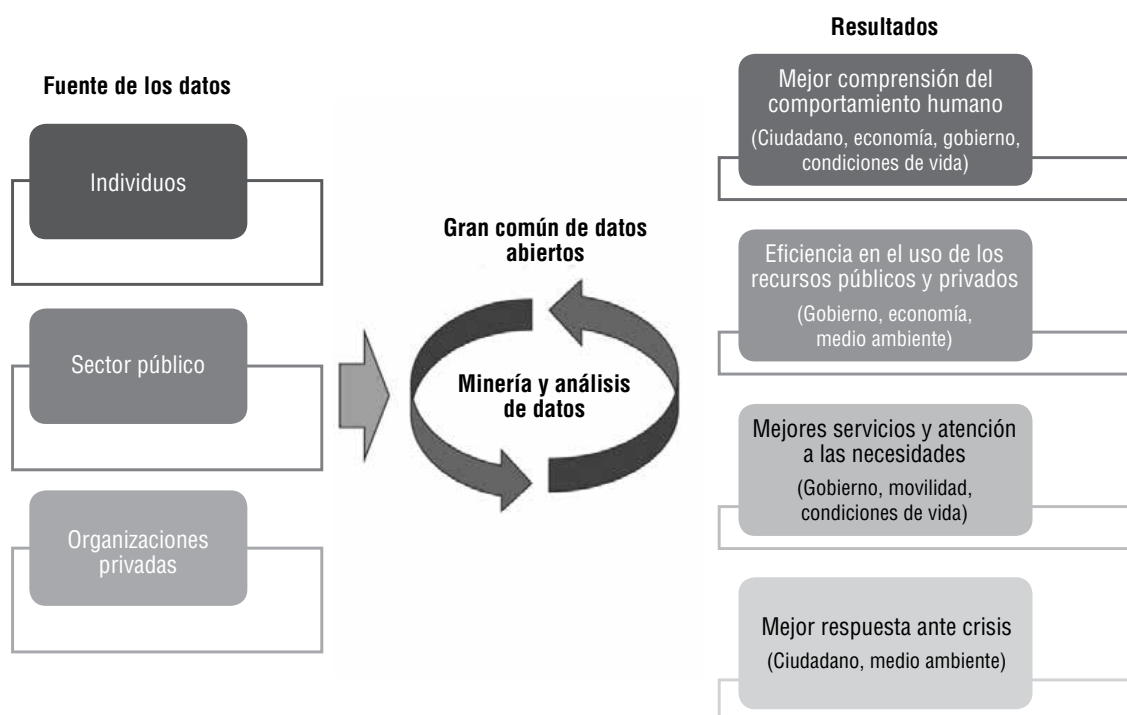 Fuente de los datos
Individuos
Sector público
Organizaciones
privadas
Gran común de datos
abiertos
Minería y análisis
de datos
Resultados
Mejor comprensión del
comportamiento humano
(Ciudadano, economía, gobierno,
condiciones de vida)
Eficiencia en el uso de los
recursos públicos y privados
(Gobierno, economía,
medio ambiente)
Mejores servicios y atención
a las necesidades
(Gobierno, movilidad,
condiciones de vida)
Mejor respuesta ante crisis
(Ciudadano, medio ambiente)